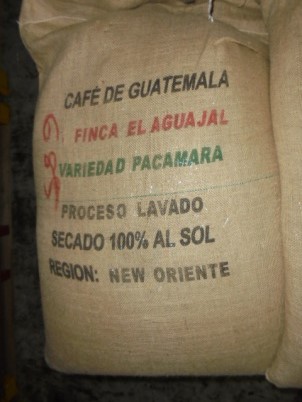 CAFÉ DE GUATEMALA
FINCA EL AGUAJAL
VARIEDAD PACAMARA
PROCESO LAVADO
SECADO 100% AL SOL
REGION: NEW ORIENTE